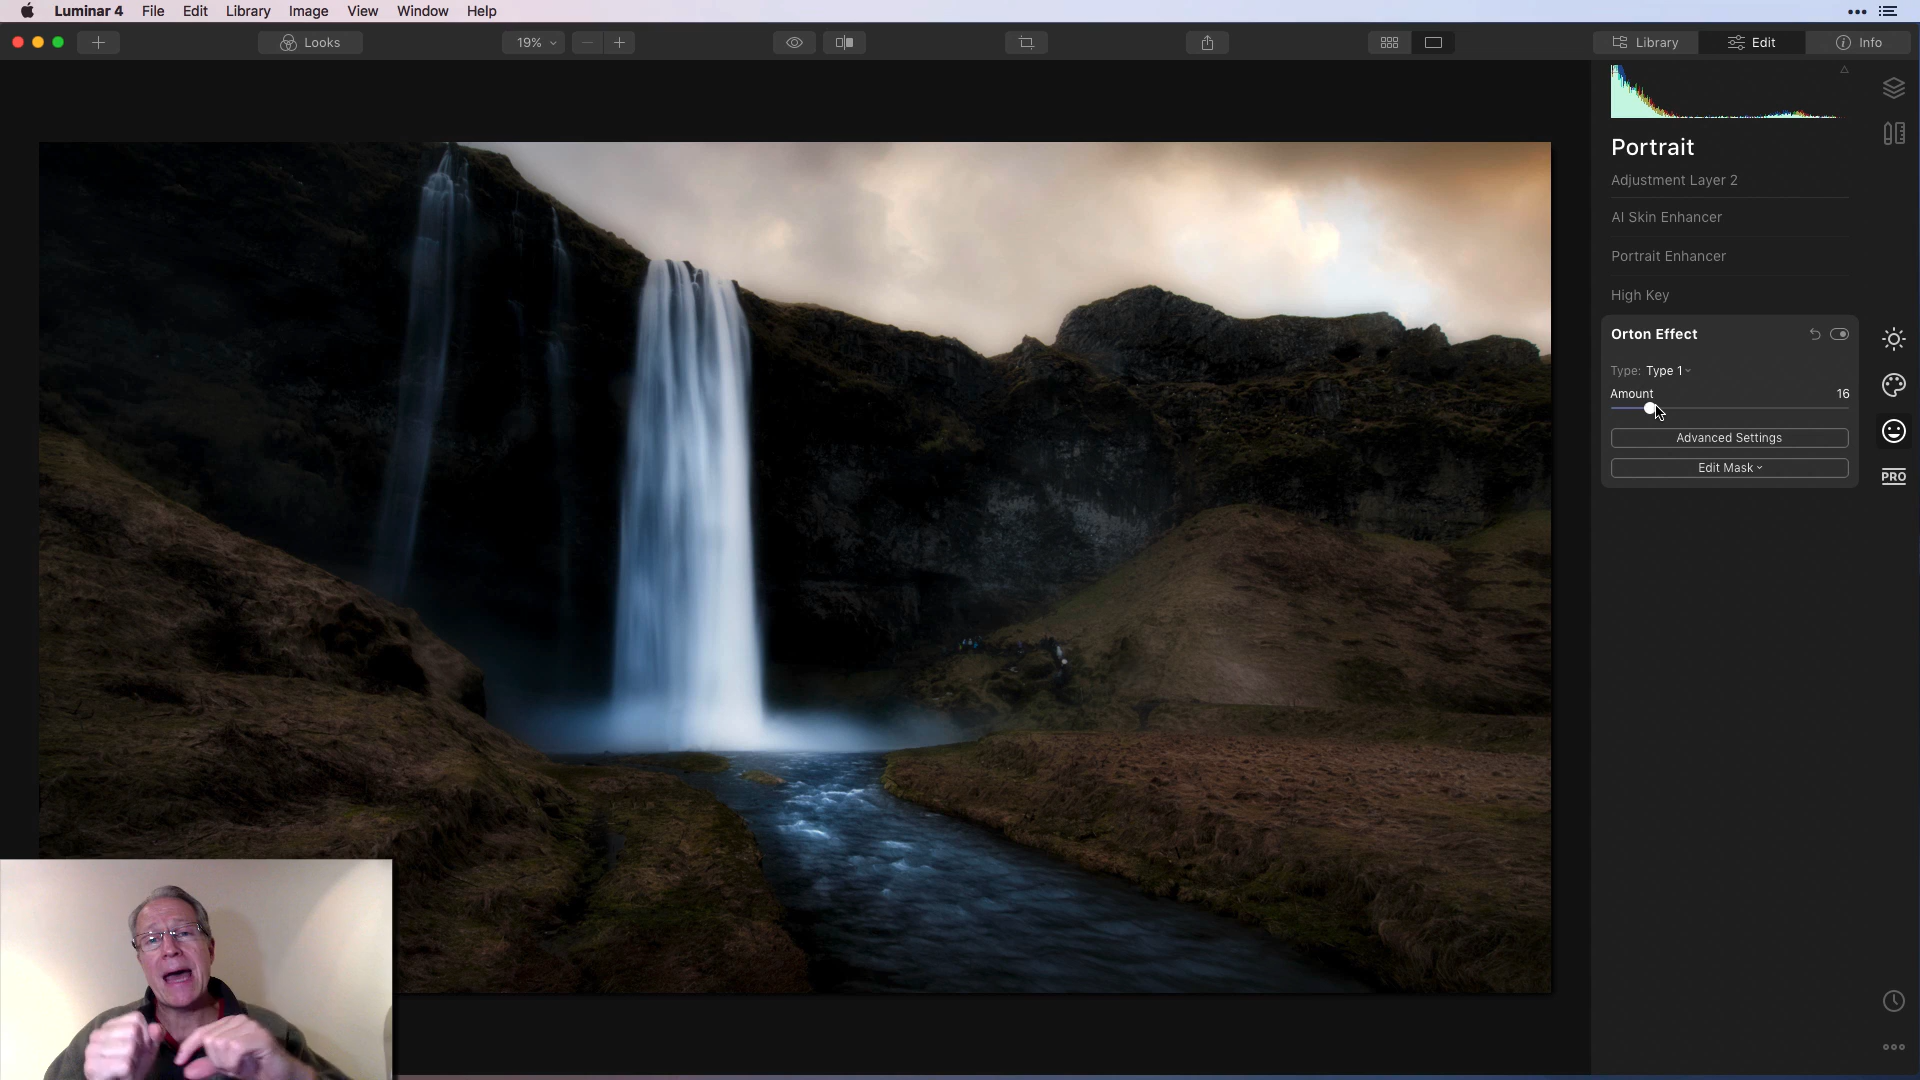 Luminar 4 File Edit Library Image View Window Help
Looks 19% Library Edit Info
Portrait
Adjustment Layer 2
AI Skin Enhancer
Portrait Enhancer
High Key
Orton Effect
Type: Type 1
Amount 16
Advanced Settings
Edit Mask
PRO